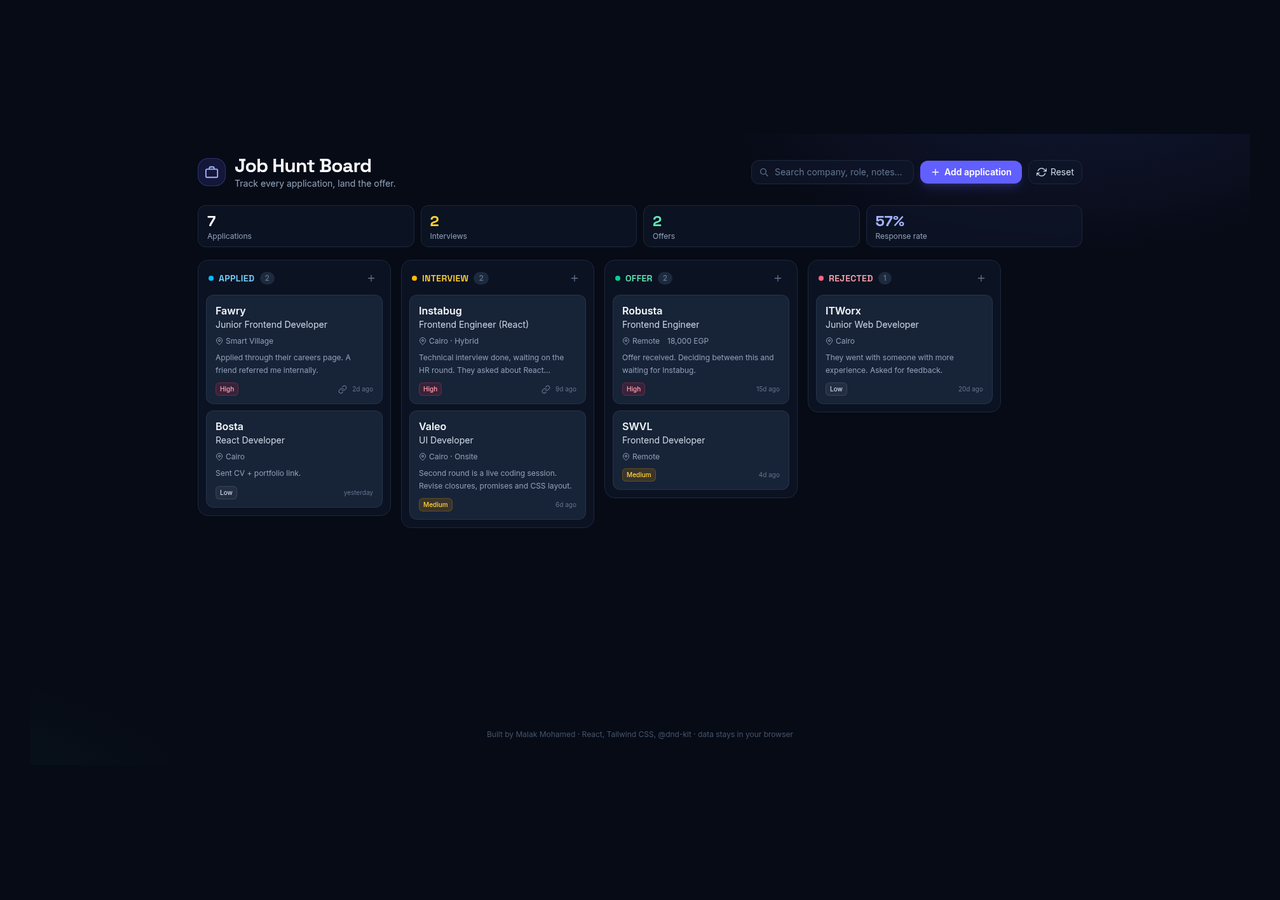 Job Hunt Board
Track every application, land the offer.
Search company, role, notes...
Add application
Reset
7
Applications
2
Interviews
2
Offers
57%
Response rate
APPLIED 2
Fawry
Junior Frontend Developer
Smart Village
Applied through their careers page. A
friend referred me internally.
High 2d ago
Bosta
React Developer
Cairo
Sent CV + portfolio link.
Low yesterday
INTERVIEW 2
Instabug
Frontend Engineer (React)
Cairo · Hybrid
Technical interview done, waiting on the
HR round. They asked about React...
High 9d ago
Valeo
UI Developer
Cairo · Onsite
Second round is a live coding session.
Revise closures, promises and CSS layout.
Medium 6d ago
OFFER 2
Robusta
Frontend Engineer
Remote 18,000 EGP
Offer received. Deciding between this and
waiting for Instabug.
High 15d ago
SWVL
Frontend Developer
Remote
Medium 4d ago
REJECTED 1
ITWorx
Junior Web Developer
Cairo
They went with someone with more
experience. Asked for feedback.
Low 20d ago
Built by Malak Mohamed · React, Tailwind CSS, @dnd-kit · data stays in your browser